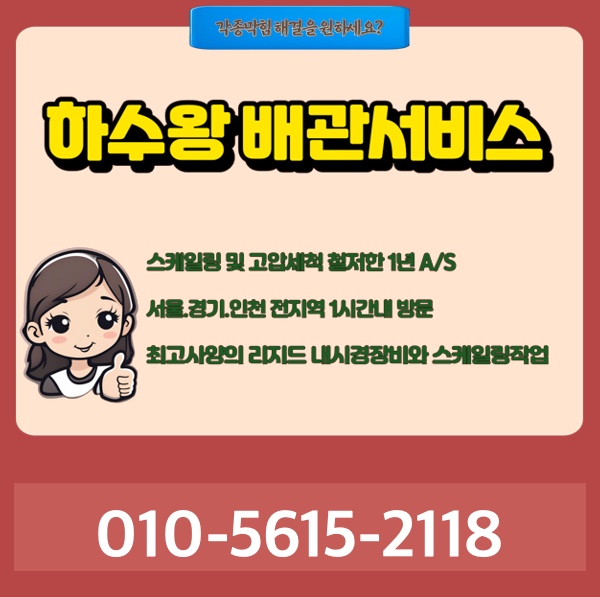 각종막힘 해결을 원하세요?
하수왕 배관서비스
스케일링 및 고압세척 철저한 1년 A/S
서울.경기.인천 전지역 1시간내 방문
최고사양의 리지드 내시경장비와 스케일링작업
010-5615-2118